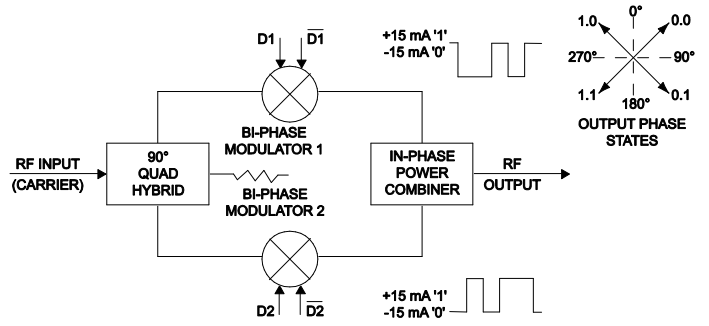 D1 D1̅
+15 mA '1'
-15 mA '0'
0°
1.0 0.0
270° 90°
1.1 0.1
180°
OUTPUT PHASE
STATES
BI-PHASE
MODULATOR 1
RF INPUT
(CARRIER)
90°
QUAD
HYBRID
IN-PHASE
POWER
COMBINER
RF
OUTPUT
BI-PHASE
MODULATOR 2
D2 D2̅
+15 mA '1'
-15 mA '0'